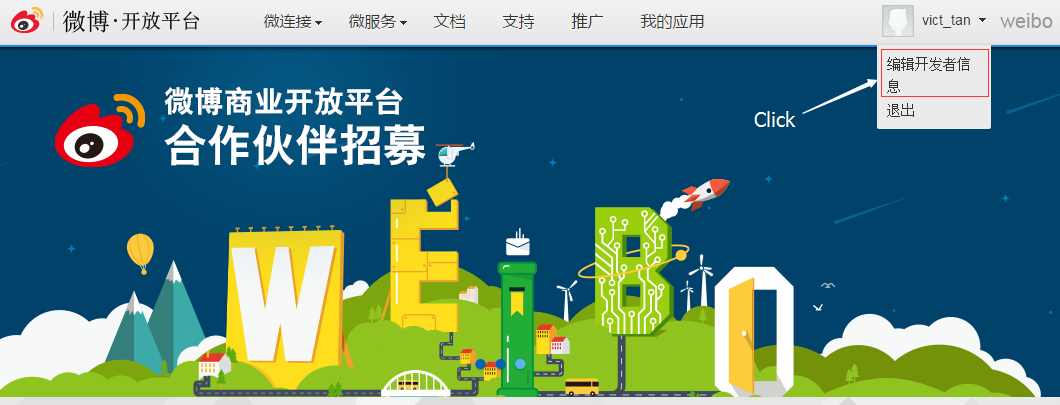 微博·开放平台 微连接 微服务 文档 支持 推广 我的应用 vict_tan weibo
编辑开发者信
息
退出
Click
微博商业开放平台
合作伙伴招募
WEIBO